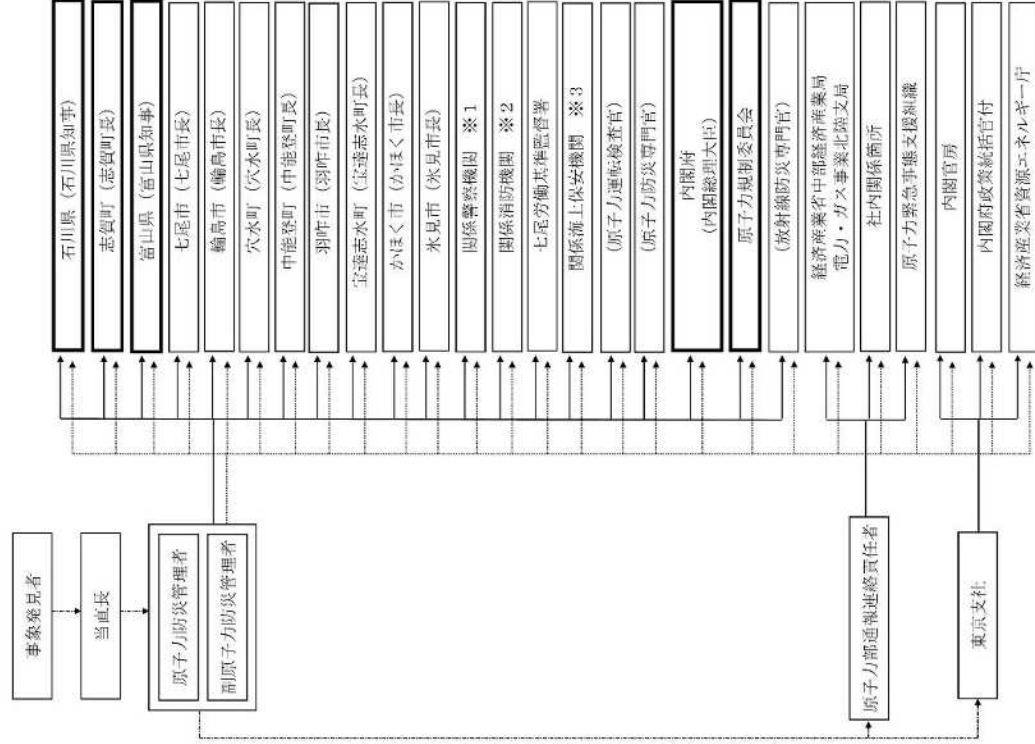 事象発見者
当直長
原子力防災管理者
副原子力防災管理者
原子力部通報連絡責任者
東京支社
石川県（石川県知事）
志賀町（志賀町長）
富山県（富山県知事）
七尾市（七尾市長）
輪島市（輪島市長）
穴水町（穴水町長）
中能登町（中能登町長）
羽咋市（羽咋市長）
宝達志水町（宝達志水町長）
かほく市（かほく市長）
氷見市（氷見市長）
関係警察機関　※１
関係消防機関　※２
七尾労働基準監督署
関係海上保安機関　※３
（原子力運転検査官）
（原子力防災専門官）
内閣府
（内閣総理大臣）
原子力規制委員会
（放射線防災専門官）
経済産業省中部経済産業局
電力・ガス事業北陸支局
社内関係箇所
原子力緊急事態支援組織
内閣官房
内閣府政策統括官付
経済産業省資源エネルギー庁